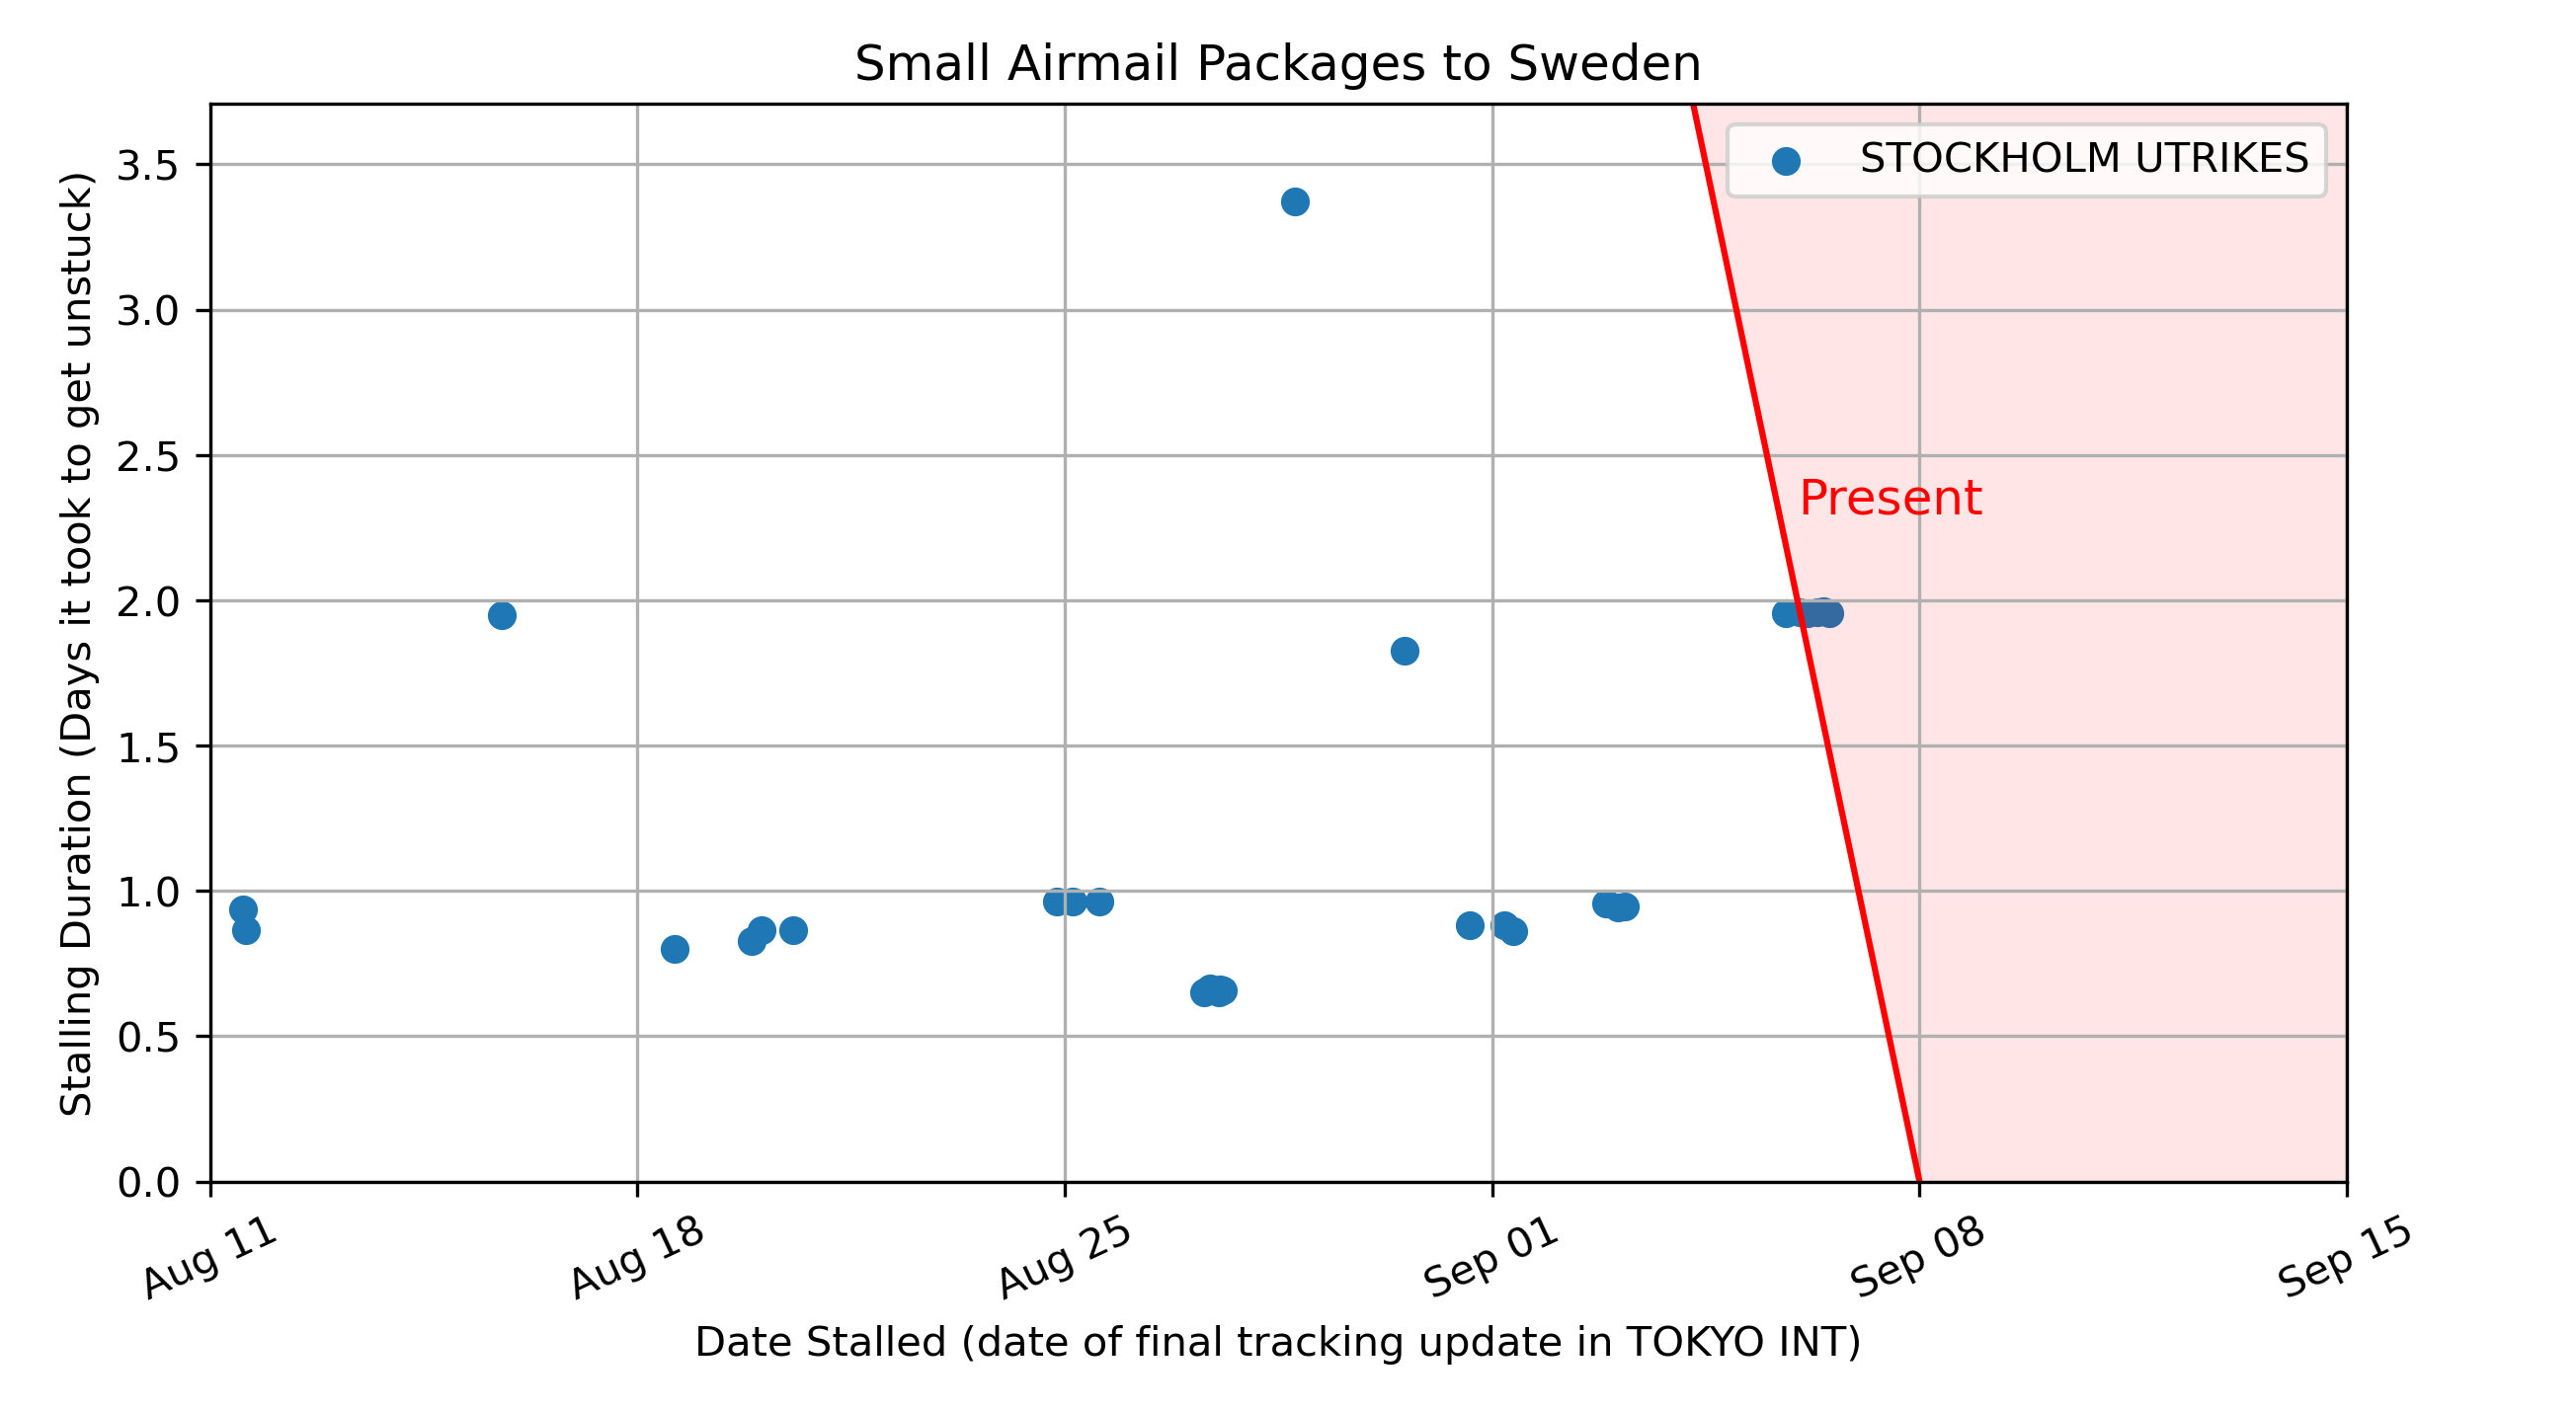 Small Airmail Packages to Sweden
STOCKHOLM UTRIKES
Present
Stalling Duration (Days it took to get unstuck)
3.5
3.0
2.5
2.0
1.5
1.0
0.5
0.0
Aug 11
Aug 18
Aug 25
Sep 01
Sep 08
Sep 15
Date Stalled (date of final tracking update in TOKYO INT)